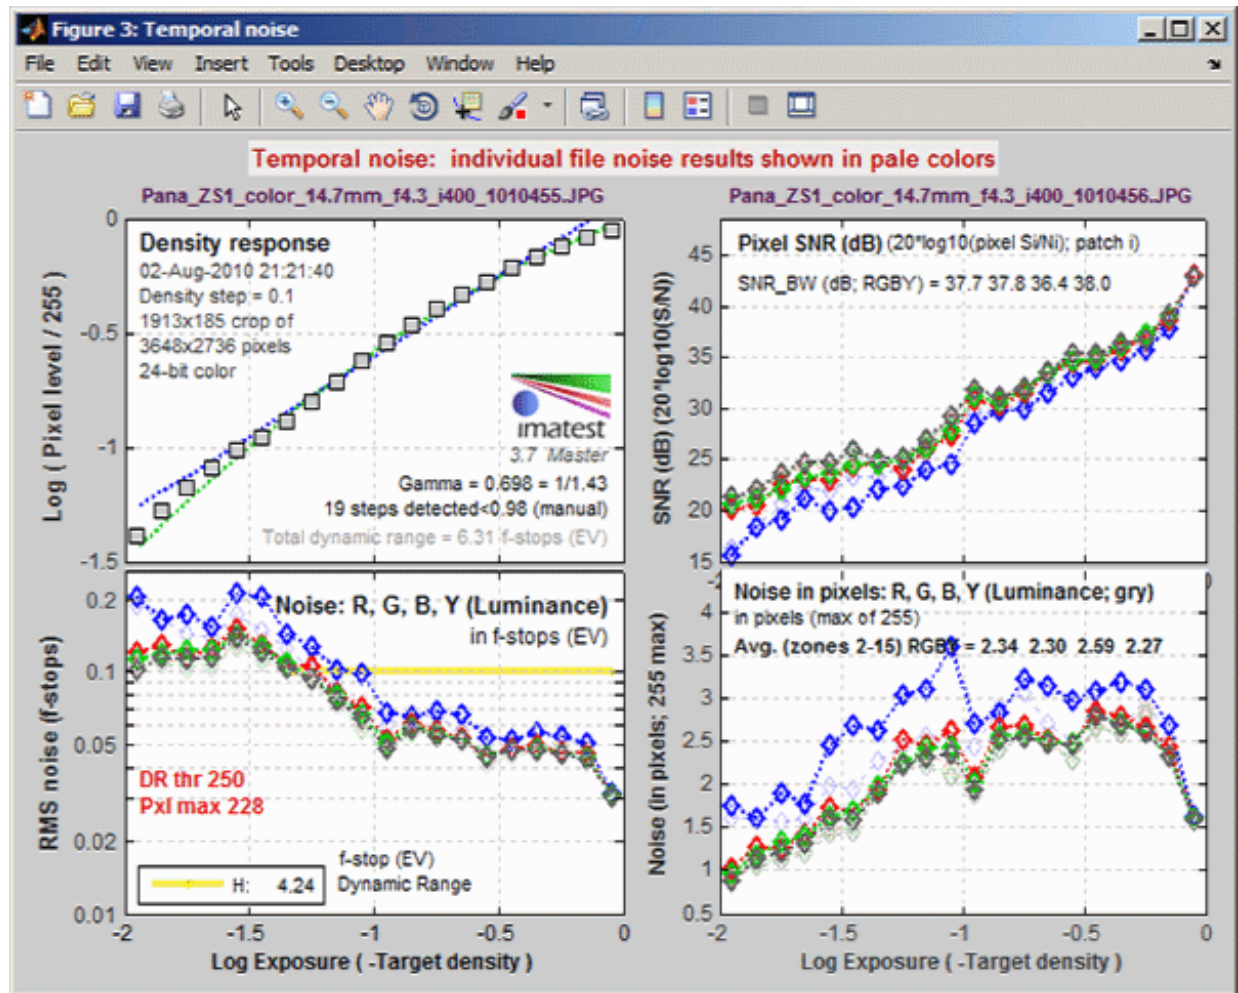 Figure 3: Temporal noise
File Edit View Insert Tools Desktop Window Help
Temporal noise: individual file noise results shown in pale colors
Pana_ZS1_color_14.7mm_f4.3_i400_1010455.JPG
Density response
02-Aug-2010 21:21:40
Density step = 0.1
1913x185 crop of
3648x2736 pixels
24-bit color
imatest
3.7 Master
Gamma = 0.698 = 1/1.43
19 steps detected<0.98 (manual)
Total dynamic range = 6.31 f-stops (EV)
Log ( Pixel level / 255 )
0
-0.5
-1
-1.5
Pana_ZS1_color_14.7mm_f4.3_i400_1010456.JPG
Pixel SNR (dB) (20*log10(pixel Si/Ni); patch i)
SNR_BW (dB; RGBY) = 37.7 37.8 36.4 38.0
SNR (dB) (20*log10(S/N))
45
40
35
30
25
20
15
-2 -1.5 -1 -0.5 0
Noise: R, G, B, Y (Luminance)
in f-stops (EV)
DR thr 250
Pxl max 228
f-stop (EV)
H: 4.24 Dynamic Range
RMS noise (f-stops)
0.2
0.1
0.05
0.02
0.01
-2 -1.5 -1 -0.5 0
Log Exposure ( -Target density )
Noise in pixels: R, G, B, Y (Luminance; gry)
in pixels (max of 255)
Avg. (zones 2-15) RGBY = 2.34 2.30 2.59 2.27
Noise (in pixels; 255 max)
4
3.5
3
2.5
2
1.5
1
0.5
-2 -1.5 -1 -0.5 0
Log Exposure ( -Target density )